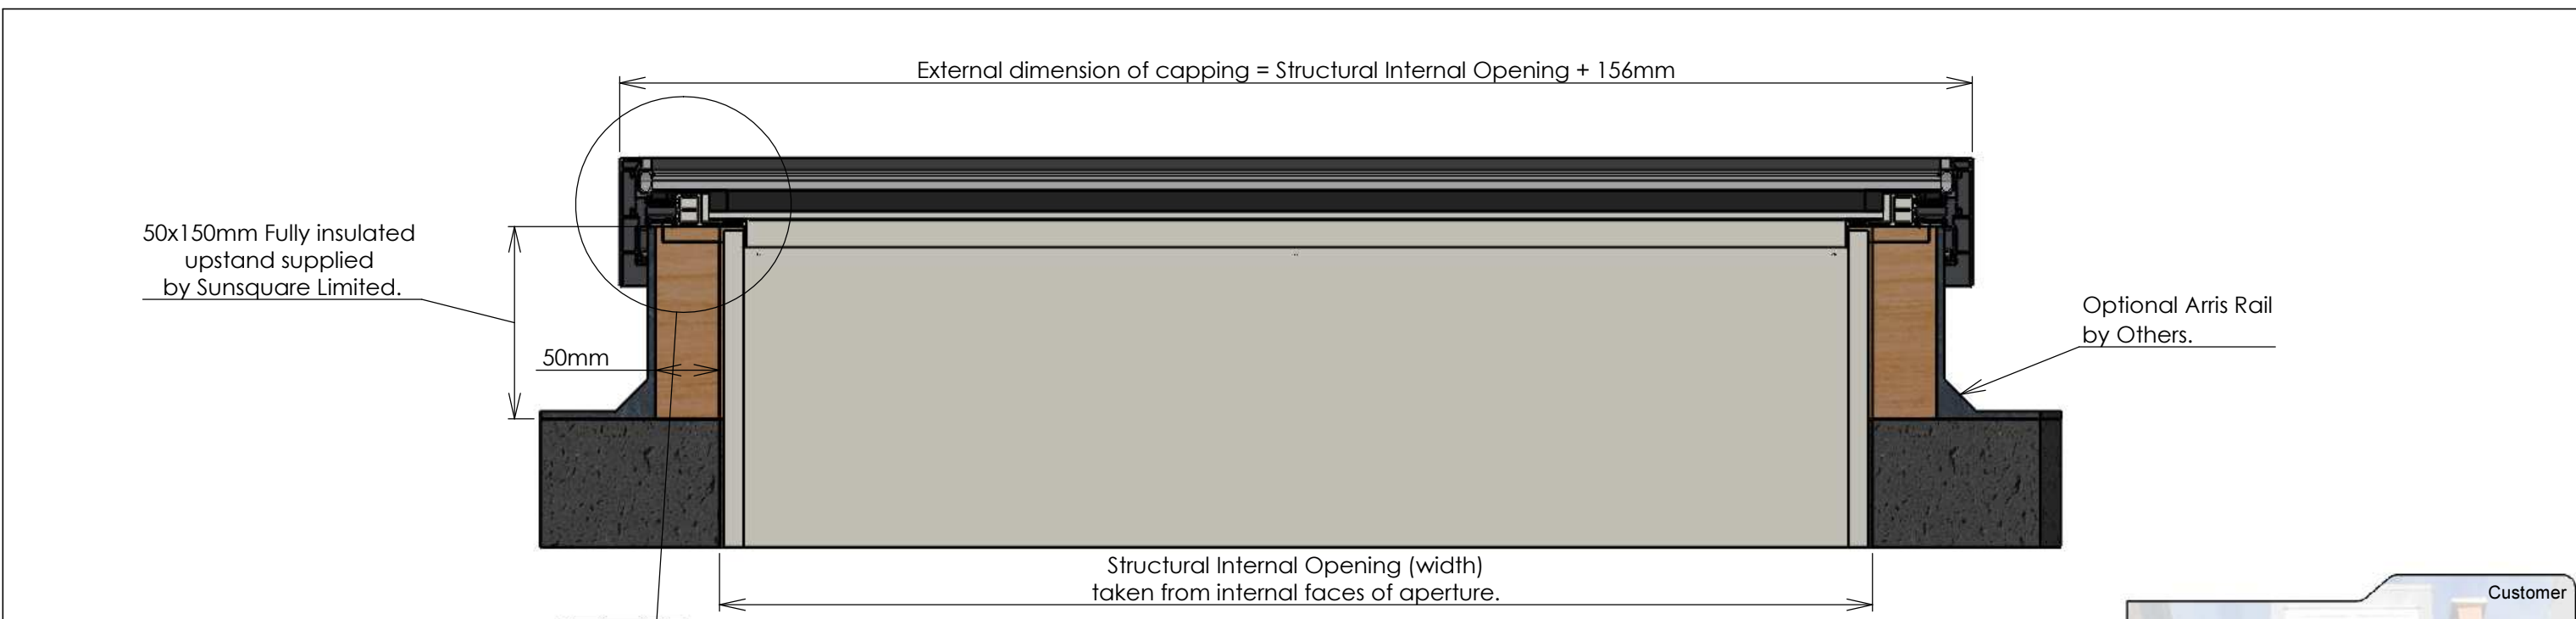 External dimension of capping = Structural Internal Opening + 156mm
50x150mm Fully insulated
upstand supplied
by Sunsquare Limited.
50mm
Optional Arris Rail
by Others.
Structural Internal Opening (width)
taken from internal faces of aperture.
Customer